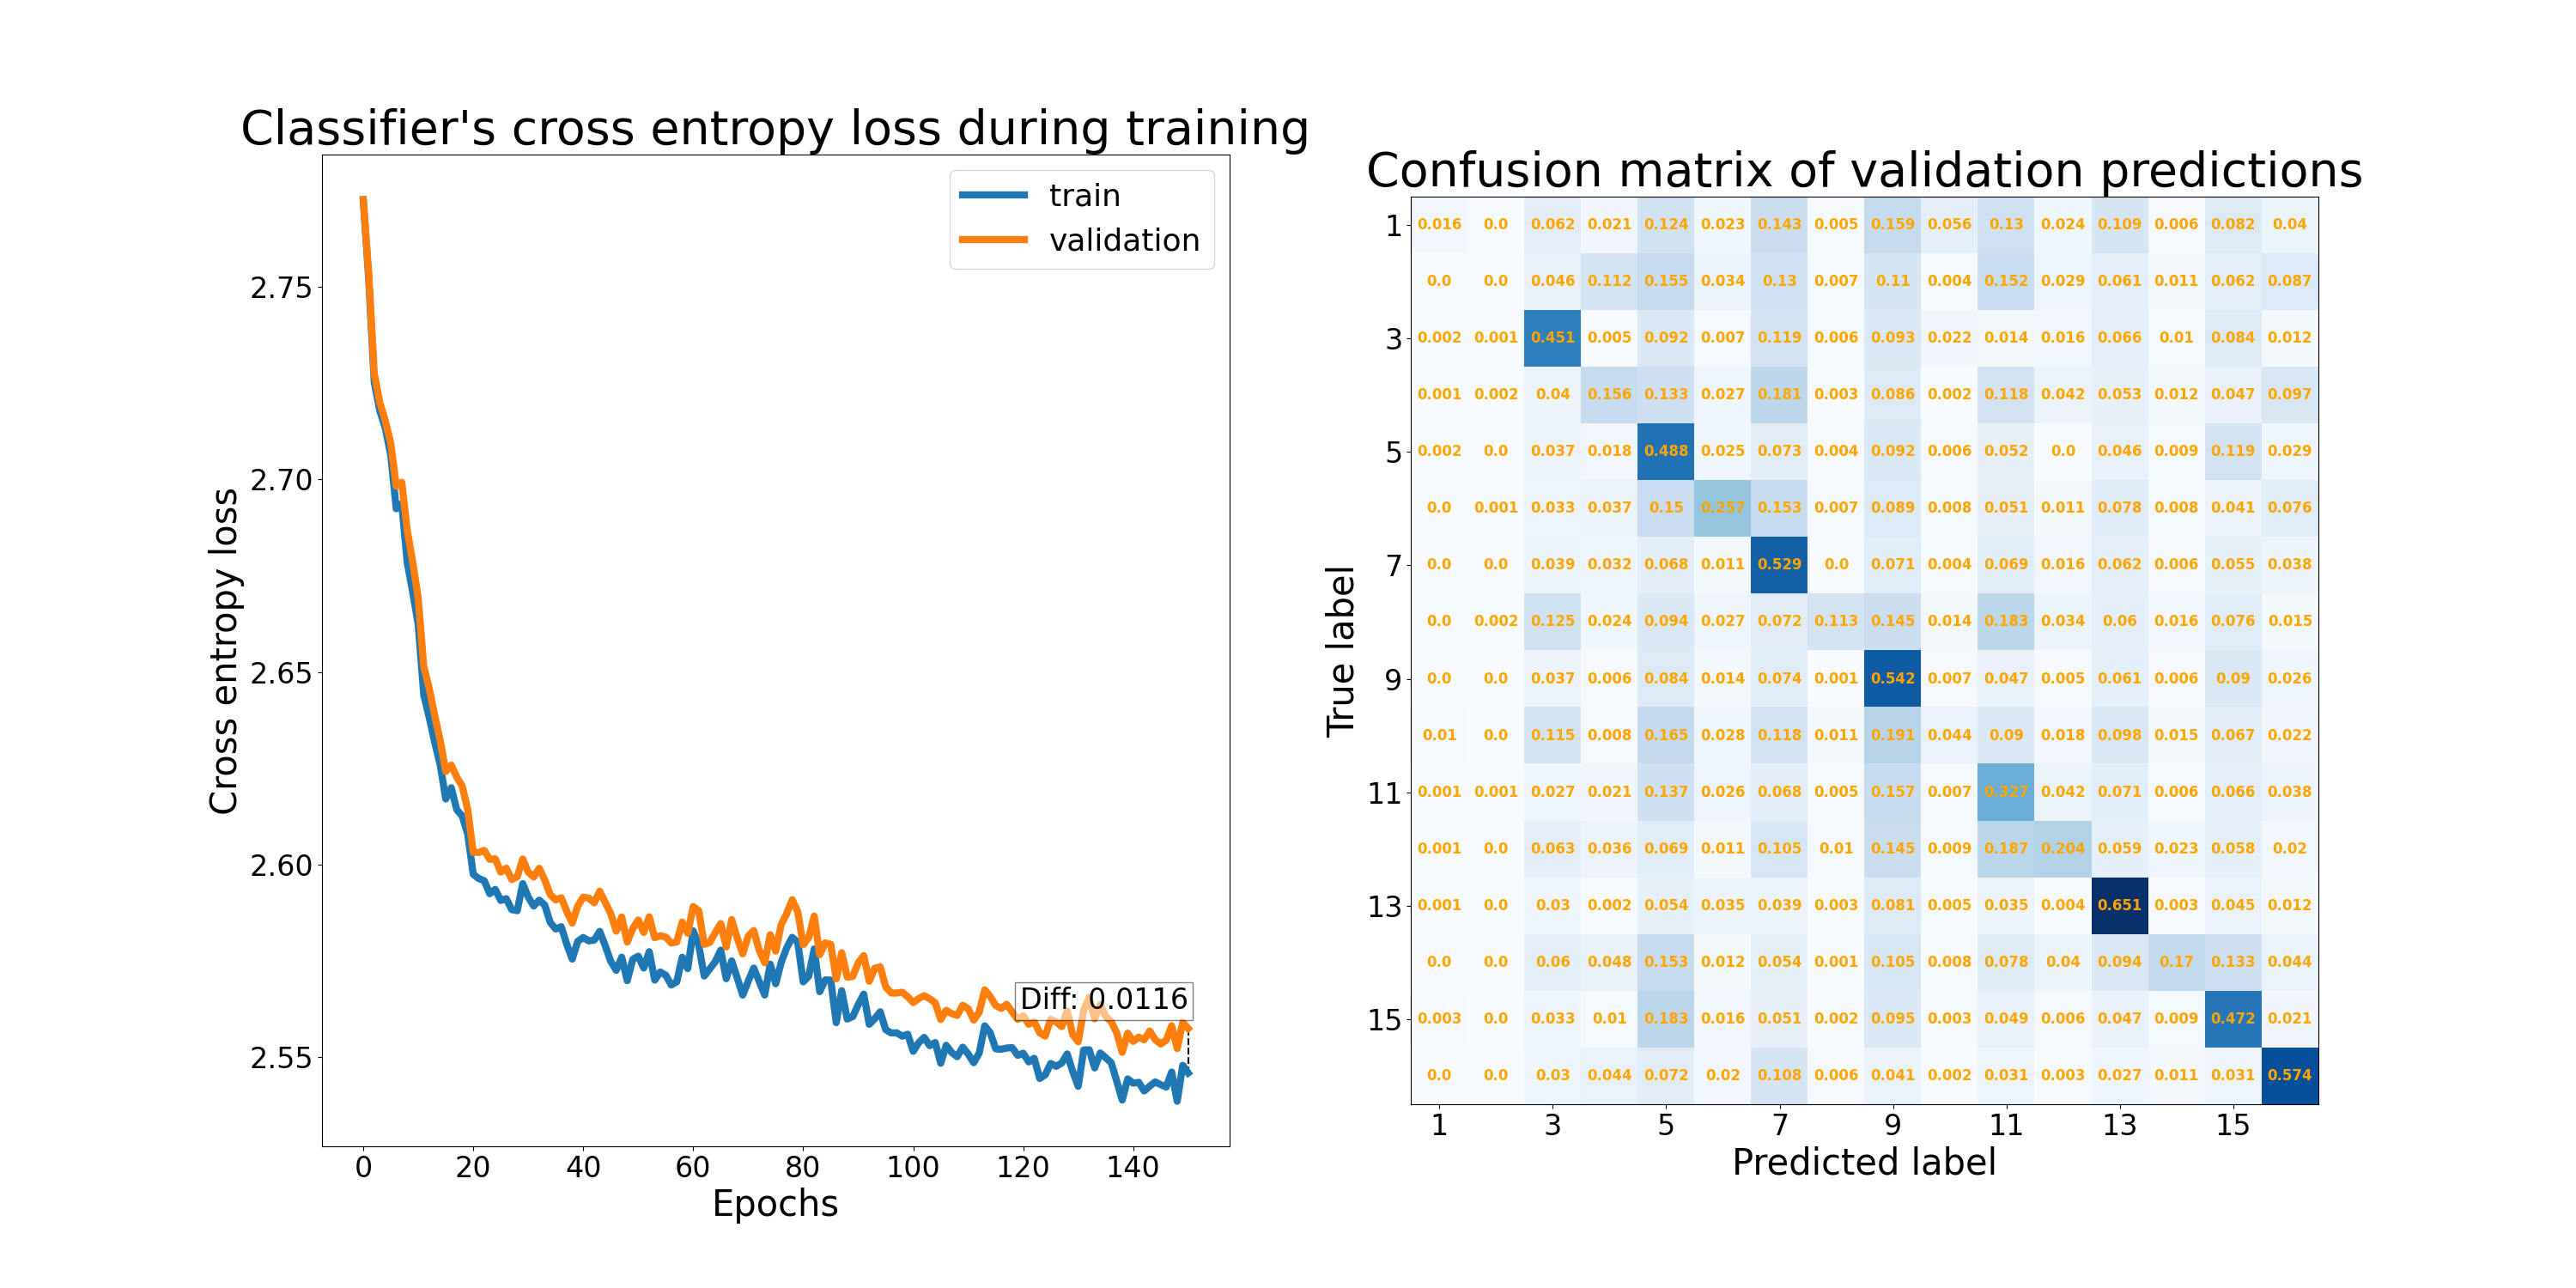 Classifier's cross entropy loss during training
train
validation
2.75
2.70
2.65
2.60
2.55
Cross entropy loss
Diff: 0.0116
0 20 40 60 80 100 120 140
Epochs
Confusion matrix of validation predictions
1 0.016 0.0 0.062 0.021 0.124 0.023 0.143 0.005 0.159 0.056 0.13 0.024 0.109 0.006 0.082 0.04
0.0 0.0 0.046 0.112 0.155 0.034 0.13 0.007 0.11 0.004 0.152 0.029 0.061 0.011 0.062 0.087
3 0.002 0.001 0.451 0.005 0.092 0.007 0.119 0.006 0.093 0.022 0.014 0.016 0.066 0.01 0.084 0.012
0.001 0.002 0.04 0.156 0.133 0.027 0.181 0.003 0.086 0.002 0.118 0.042 0.053 0.012 0.047 0.097
5 0.002 0.0 0.037 0.018 0.488 0.025 0.073 0.004 0.092 0.006 0.052 0.0 0.046 0.009 0.119 0.029
0.0 0.001 0.033 0.037 0.15 0.257 0.153 0.007 0.089 0.008 0.051 0.011 0.078 0.008 0.041 0.076
7 0.0 0.0 0.039 0.032 0.068 0.011 0.529 0.0 0.071 0.004 0.069 0.016 0.062 0.006 0.055 0.038
0.0 0.002 0.125 0.024 0.094 0.027 0.072 0.113 0.145 0.014 0.183 0.034 0.06 0.016 0.076 0.015
9 0.0 0.0 0.037 0.006 0.084 0.014 0.074 0.001 0.542 0.007 0.047 0.005 0.061 0.006 0.09 0.026
0.01 0.0 0.115 0.008 0.165 0.028 0.118 0.011 0.191 0.044 0.09 0.018 0.098 0.015 0.067 0.022
11 0.001 0.001 0.027 0.021 0.137 0.026 0.068 0.005 0.157 0.007 0.327 0.042 0.071 0.006 0.066 0.038
0.001 0.0 0.063 0.036 0.069 0.011 0.105 0.01 0.145 0.009 0.187 0.204 0.059 0.023 0.058 0.02
13 0.001 0.0 0.03 0.002 0.054 0.035 0.039 0.003 0.081 0.005 0.035 0.004 0.651 0.003 0.045 0.012
0.0 0.0 0.06 0.048 0.153 0.012 0.054 0.001 0.105 0.008 0.078 0.04 0.094 0.17 0.133 0.044
15 0.003 0.0 0.033 0.01 0.183 0.016 0.051 0.002 0.095 0.003 0.049 0.006 0.047 0.009 0.472 0.021
0.0 0.0 0.03 0.044 0.072 0.02 0.108 0.006 0.041 0.002 0.031 0.003 0.027 0.011 0.031 0.574
True label
1 3 5 7 9 11 13 15
Predicted label